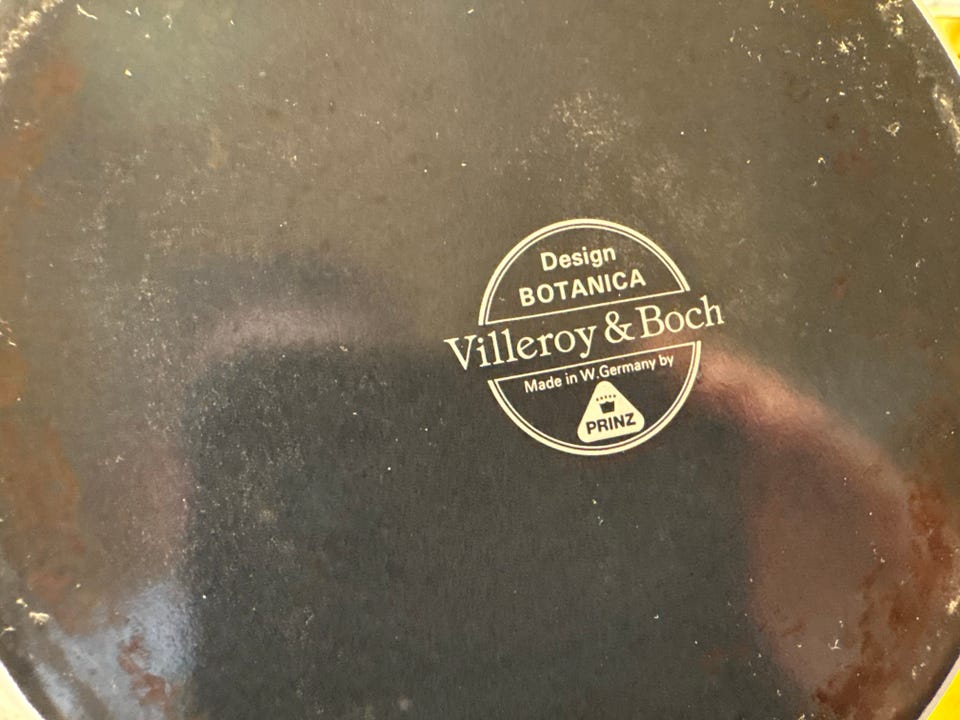 Design
BOTANICA
Villeroy & Boch
Made in W.Germany by
PRINZ